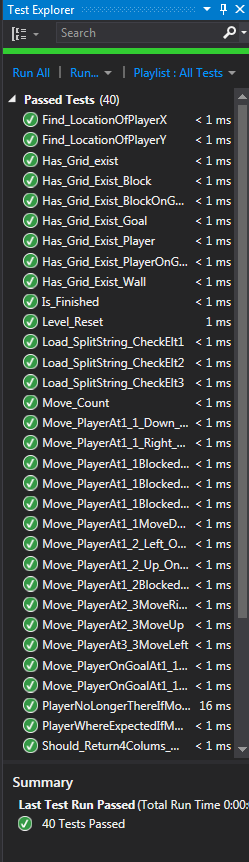 Test Explorer
Search
Run All | Run... | Playlist : All Tests
Passed Tests (40)
Find_LocationOfPlayerX < 1 ms
Find_LocationOfPlayerY < 1 ms
Has_Grid_exist < 1 ms
Has_Grid_Exist_Block < 1 ms
Has_Grid_Exist_BlockOnG... < 1 ms
Has_Grid_Exist_Goal < 1 ms
Has_Grid_Exist_Player < 1 ms
Has_Grid_Exist_PlayerOnG... < 1 ms
Has_Grid_Exist_Wall < 1 ms
Is_Finished < 1 ms
Level_Reset 1 ms
Load_SplitString_CheckElt1 < 1 ms
Load_SplitString_CheckElt2 < 1 ms
Load_SplitString_CheckElt3 < 1 ms
Move_Count < 1 ms
Move_PlayerAt1_1_Down_... < 1 ms
Move_PlayerAt1_1_Right_... < 1 ms
Move_PlayerAt1_1Blocked... < 1 ms
Move_PlayerAt1_1Blocked... < 1 ms
Move_PlayerAt1_1Blocked... < 1 ms
Move_PlayerAt1_1MoveD... < 1 ms
Move_PlayerAt1_2_Left_O... < 1 ms
Move_PlayerAt1_2_Up_On... < 1 ms
Move_PlayerAt1_2Blocked... < 1 ms
Move_PlayerAt2_3MoveRi... < 1 ms
Move_PlayerAt2_3MoveUp < 1 ms
Move_PlayerAt3_3MoveLeft < 1 ms
Move_PlayerOnGoalAt1_1... < 1 ms
Move_PlayerOnGoalAt1_1... < 1 ms
PlayerNoLongerThereIfMo... 16 ms
PlayerWhereExpectedIfM... < 1 ms
Should_Return4Colums_... < 1 ms
Summary
Last Test Run Passed (Total Run Time 0:00:
40 Tests Passed